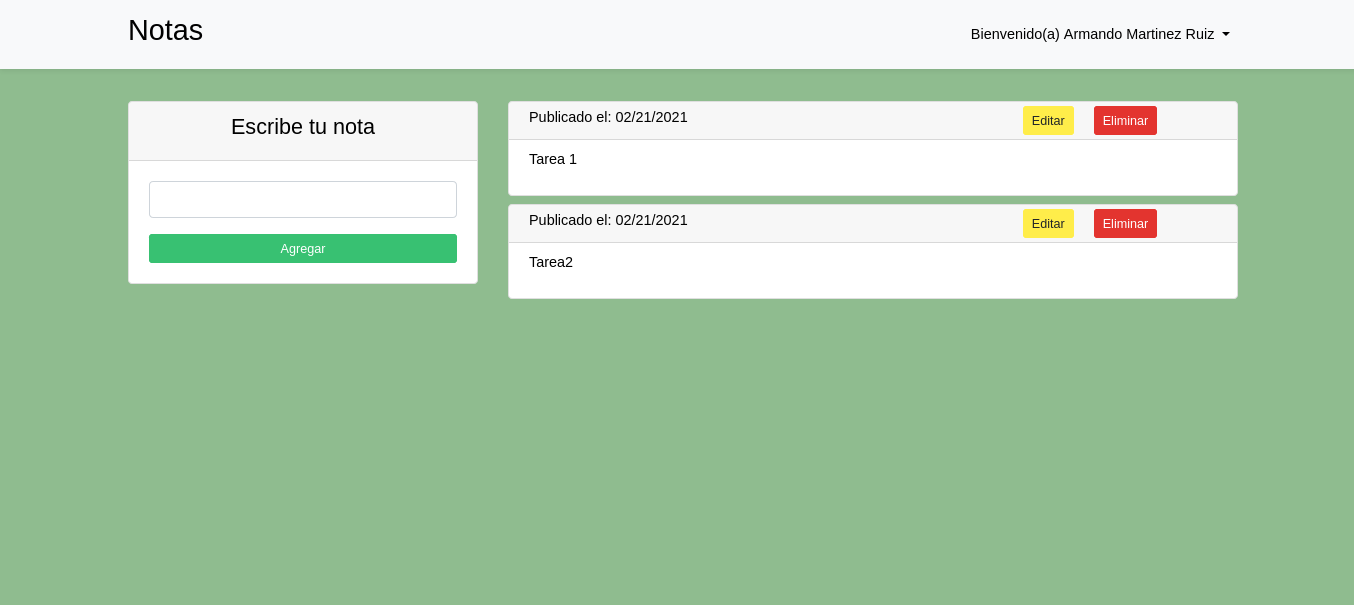 Notas
Bienvenido(a) Armando Martinez Ruiz
Escribe tu nota
Agregar
Publicado el: 02/21/2021
Editar
Eliminar
Tarea 1
Publicado el: 02/21/2021
Editar
Eliminar
Tarea2